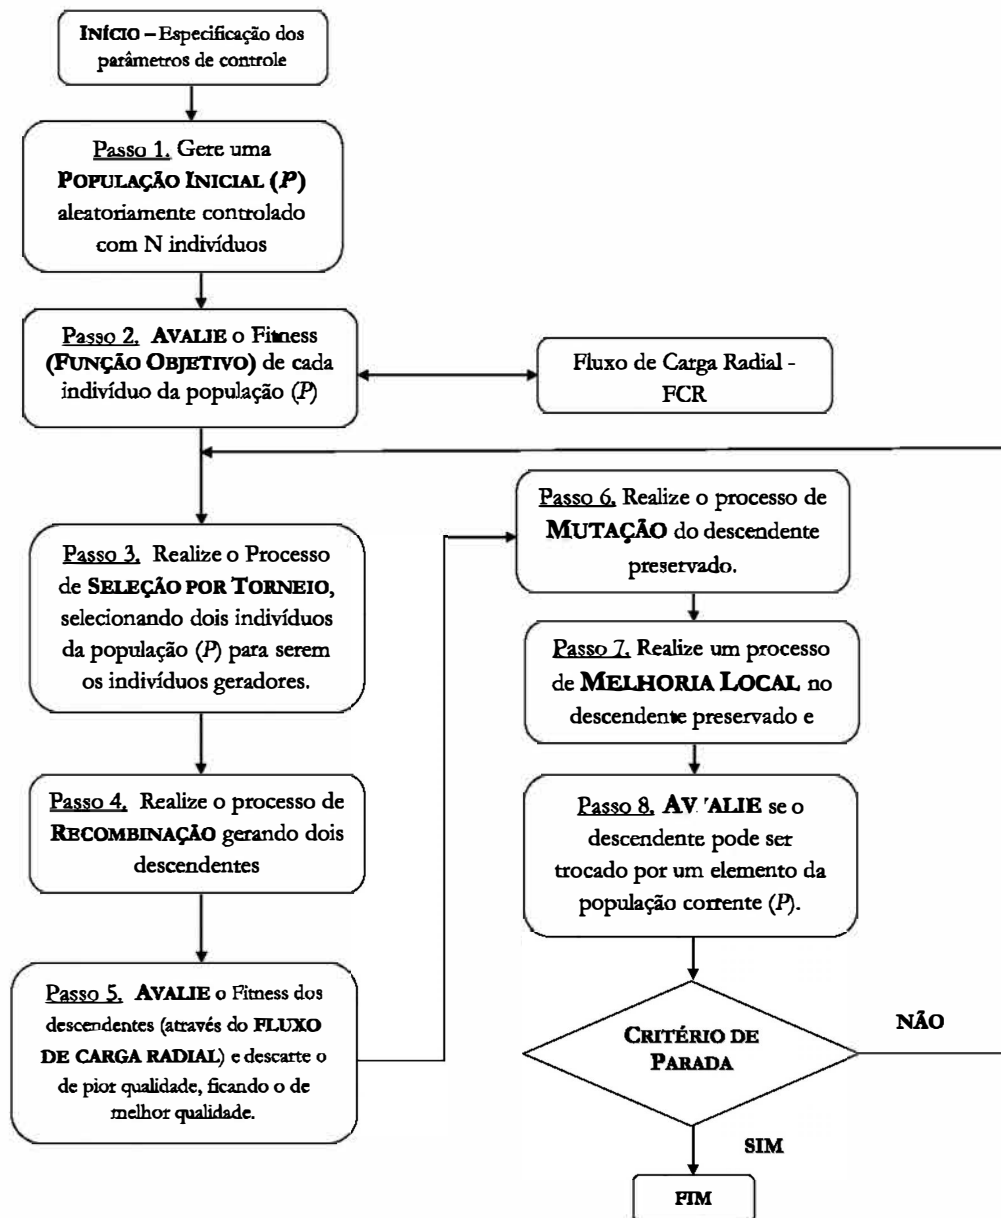 INÍCIO – Especificação dos
parâmetros de controle
Passo 1. Gere uma
POPULAÇÃO INICIAL (P)
aleatoriamente controlado
com N indivíduos
Passo 2. AVALIE o Fitness
(FUNÇÃO OBJETIVO) de cada
indivíduo da população (P)
Fluxo de Carga Radial -
FCR
Passo 3. Realize o Processo
de SELEÇÃO POR TORNEIO,
selecionando dois indivíduos
da população (P) para serem
os indivíduos geradores.
Passo 4. Realize o processo de
RECOMBINAÇÃO gerando dois
descendentes
Passo 5. AVALIE o Fitness dos
descendentes (através do FLUXO
DE CARGA RADIAL) e descarte o
de pior qualidade, ficando o de
melhor qualidade.
Passo 6. Realize o processo de
MUTAÇÃO do descendente
preservado.
Passo 7. Realize um processo
de MELHORIA LOCAL no
descendente preservado e
Passo 8. AVALIE se o
descendente pode ser
trocado por um elemento da
população corrente (P).
CRITÉRIO DE
PARADA
NÃO
SIM
FIM